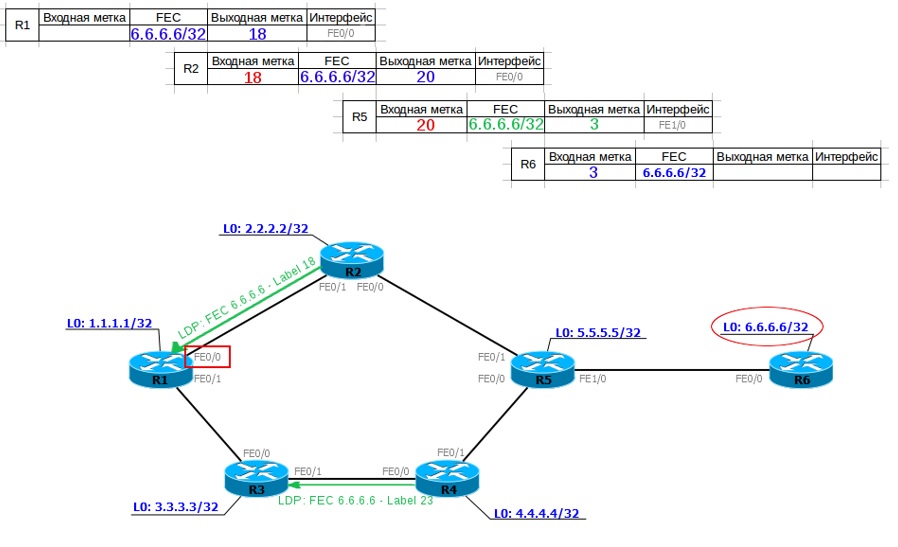 R1 Входная метка FEC Выходная метка Интерфейс
6.6.6.6/32 18 FE0/0
R2 Входная метка FEC Выходная метка Интерфейс
18 6.6.6.6/32 20 FE0/0
R5 Входная метка FEC Выходная метка Интерфейс
20 6.6.6.6/32 3 FE1/0
R6 Входная метка FEC Выходная метка Интерфейс
3 6.6.6.6/32
L0: 2.2.2.2/32
R2
FE0/1 FE0/0
LDP: FEC 6.6.6.6 - Label 18
L0: 1.1.1.1/32
R1
FE0/0
FE0/1
L0: 5.5.5.5/32
FE0/1
FE0/0
R5
FE1/0
L0: 6.6.6.6/32
FE0/0
R6
FE0/0
R3
FE0/1
L0: 3.3.3.3/32
LDP: FEC 6.6.6.6 - Label 23
FE0/1
FE0/0
R4
L0: 4.4.4.4/32